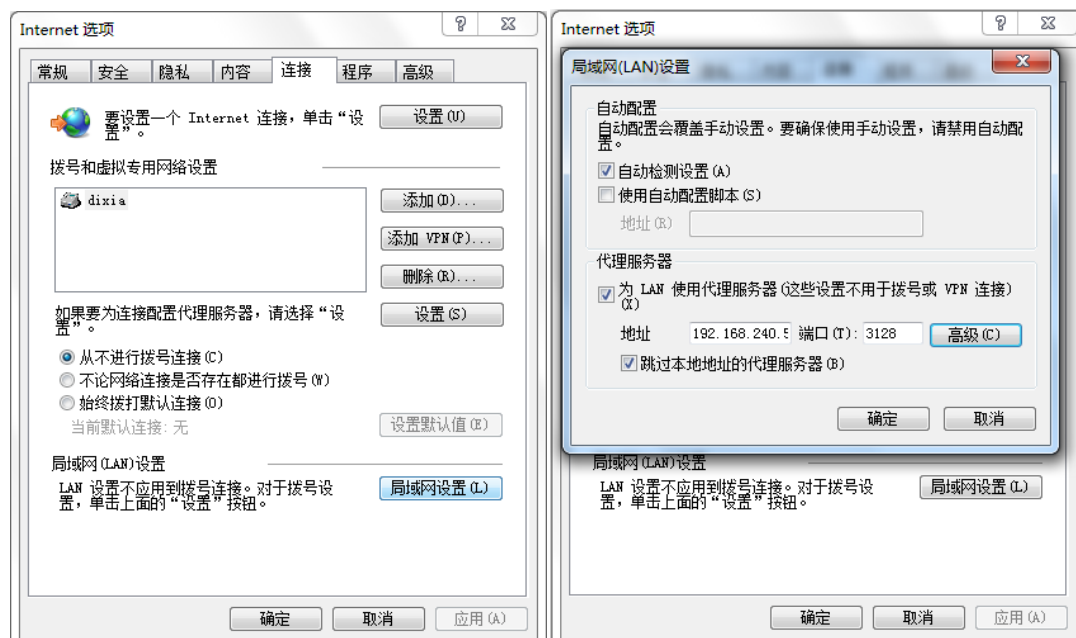 Internet 选项
常规 安全 隐私 内容 连接 程序 高级
要设置一个 Internet 连接，单击“设
置”。
设置(U)
拨号和虚拟专用网络设置
dixia
添加(D)...
添加 VPN(P)...
删除(R)...
如果要为连接配置代理服务器，请选择“设
置”。
设置(S)
从不进行拨号连接(C)
不论网络连接是否存在都进行拨号(W)
始终拨打默认连接(O)
当前默认连接: 无
设置默认值(E)
局域网(LAN)设置
LAN 设置不应用到拨号连接。对于拨号设
置，单击上面的“设置”按钮。
局域网设置(L)
确定 取消 应用(A)
Internet 选项
局域网(LAN)设置
自动配置
自动配置会覆盖手动设置。要确保使用手动设置，请禁用自动配
置。
自动检测设置(A)
使用自动配置脚本(S)
地址(R)
代理服务器
为 LAN 使用代理服务器(这些设置不用于拨号或 VPN 连接)
(X)
地址 192.168.240.5 端口(T): 3128 高级(C)
跳过本地地址的代理服务器(B)
确定 取消
局域网(LAN)设置
LAN 设置不应用到拨号连接。对于拨号设
置，单击上面的“设置”按钮。
局域网设置(L)
确定 取消 应用(A)